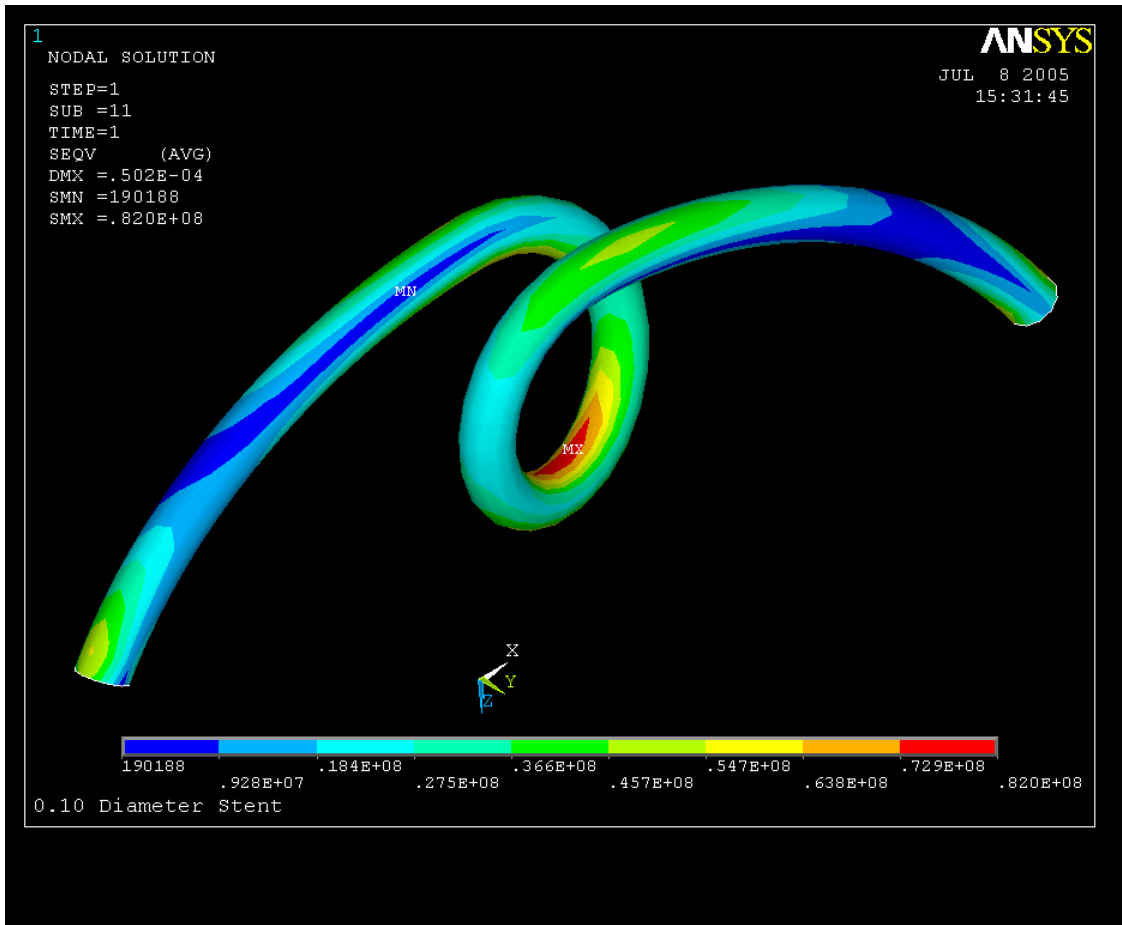 1
ANSYS
NODAL SOLUTION
JUL  8 2005
15:31:45
STEP=1
SUB =11
TIME=1
SEQV     (AVG)
DMX =.502E-04
SMN =190188
SMX =.820E+08
MN
MX
X
Y
Z
190188 .184E+08 .366E+08 .547E+08 .729E+08
.928E+07 .275E+08 .457E+08 .638E+08 .820E+08
0.10 Diameter Stent